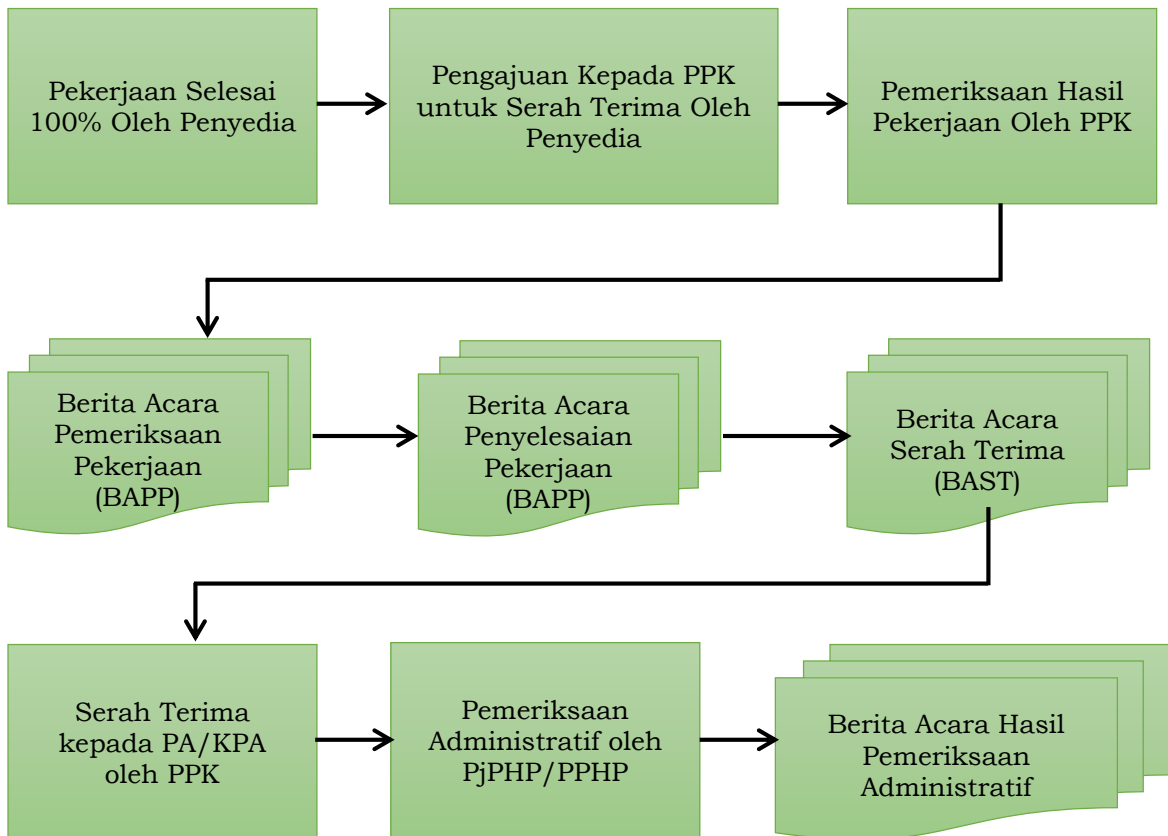 Pekerjaan Selesai
100% Oleh Penyedia
Pengajuan Kepada PPK
untuk Serah Terima Oleh
Penyedia
Pemeriksaan Hasil
Pekerjaan Oleh PPK
Berita Acara
Pemeriksaan
Pekerjaan
(BAPP)
Berita Acara
Penyelesaian
Pekerjaan
(BAPP)
Berita Acara
Serah Terima
(BAST)
Serah Terima
kepada PA/KPA
oleh PPK
Pemeriksaan
Administratif oleh
PjPHP/PPHP
Berita Acara Hasil
Pemeriksaan
Administratif